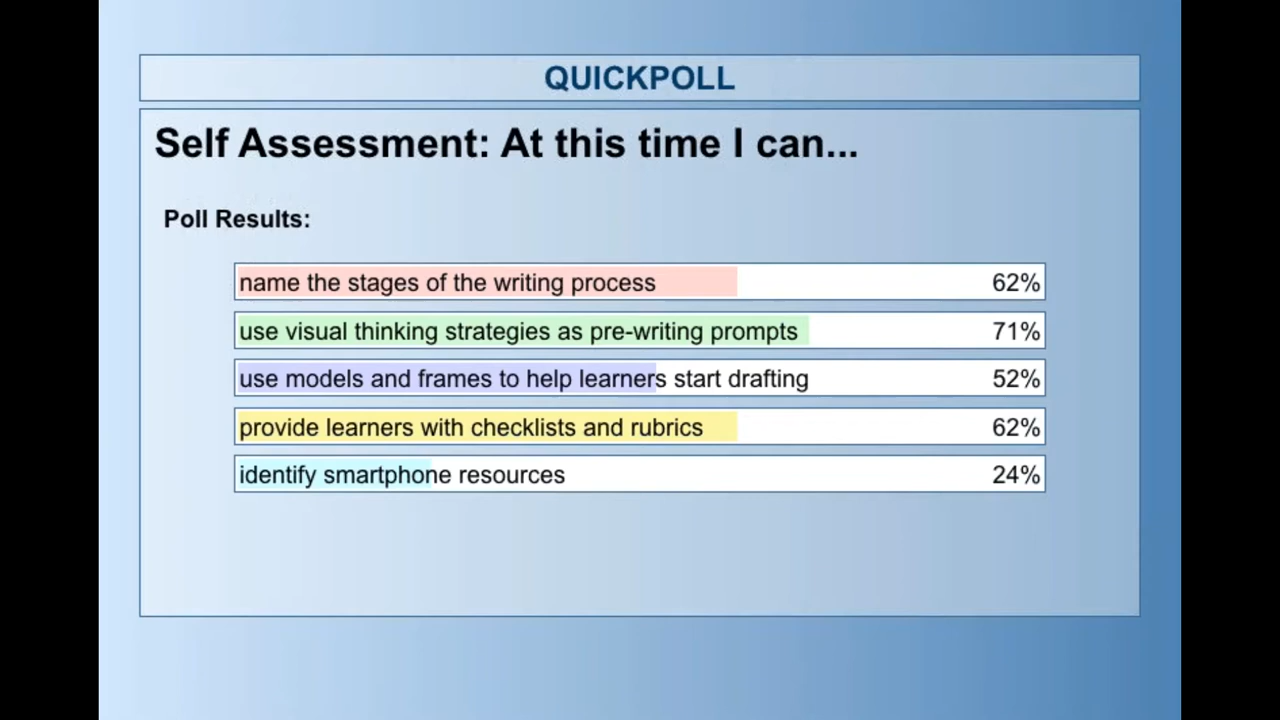 QUICKPOLL
Self Assessment: At this time I can...
Poll Results:
name the stages of the writing process 62%
use visual thinking strategies as pre-writing prompts 71%
use models and frames to help learners start drafting 52%
provide learners with checklists and rubrics 62%
identify smartphone resources 24%